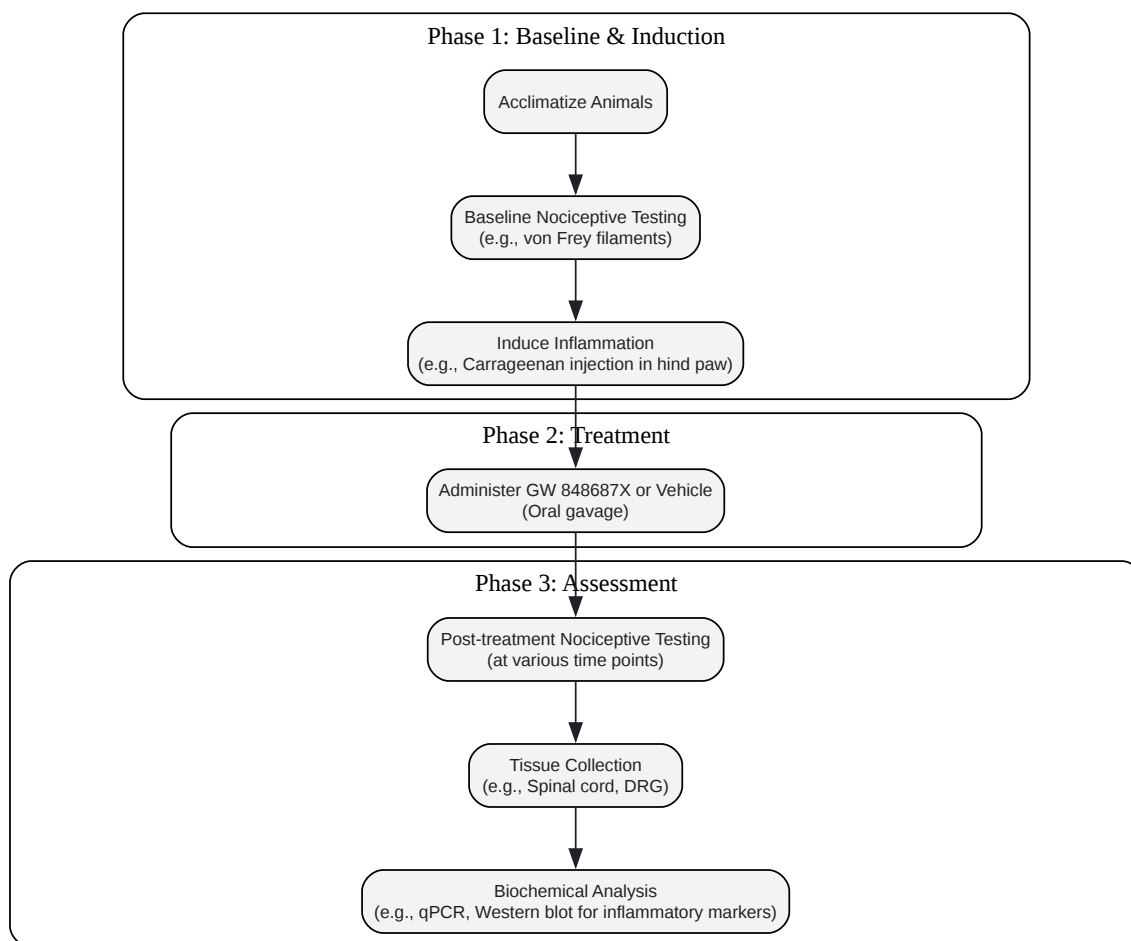 Phase 1: Baseline & Induction
Acclimatize Animals
Baseline Nociceptive Testing
(e.g., von Frey filaments)
Induce Inflammation
(e.g., Carrageenan injection in hind paw)
Phase 2: Treatment
Administer GW 848687X or Vehicle
(Oral gavage)
Phase 3: Assessment
Post-treatment Nociceptive Testing
(at various time points)
Tissue Collection
(e.g., Spinal cord, DRG)
Biochemical Analysis
(e.g., qPCR, Western blot for inflammatory markers)